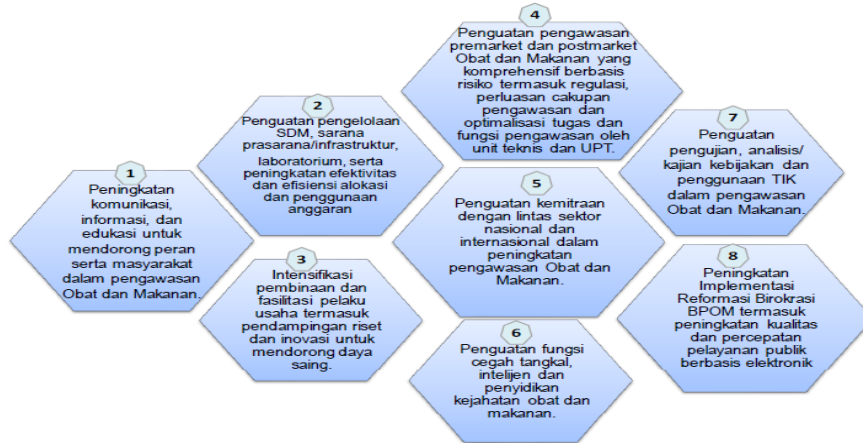 1
Peningkatan
komunikasi,
informasi, dan
edukasi untuk
mendorong peran
serta masyarakat
dalam pengawasan
Obat dan Makanan.
2
Penguatan pengelolaan
SDM, sarana
prasarana/infrastruktur,
laboratorium, serta
peningkatan efektivitas
dan efisiensi alokasi
dan penggunaan
anggaran
3
Intensifikasi
pembinaan dan
fasilitasi pelaku
usaha termasuk
pendampingan riset
dan inovasi untuk
mendorong daya
saing.
4
Penguatan pengawasan
premarket dan postmarket
Obat dan Makanan yang
komprehensif berbasis
risiko termasuk regulasi,
perluasan cakupan
pengawasan dan
optimalisasi tugas dan
fungsi pengawasan oleh
unit teknis dan UPT.
5
Penguatan kemitraan
dengan lintas sektor
nasional dan
internasional dalam
peningkatan
pengawasan Obat dan
Makanan.
6
Penguatan fungsi
cegah tangkal,
intelijen dan
penyidikan
kejahatan obat dan
makanan.
7
Penguatan
pengujian, analisis/
kajian kebijakan dan
penggunaan TIK
dalam pengawasan
Obat dan Makanan.
8
Peningkatan
Implementasi
Reformasi Birokrasi
BPOM termasuk
peningkatan kualitas
dan percepatan
pelayanan publik
berbasis elektronik